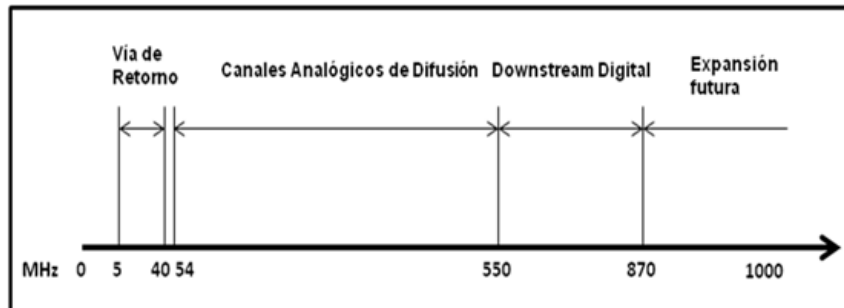 Vía de
Retorno
Canales Analógicos de Difusión
Downstream Digital
Expansión
futura
MHz 0 5 40 54 550 870 1000